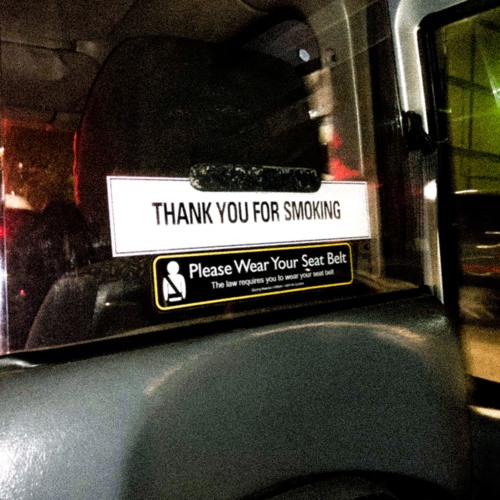 THANK YOU FOR SMOKING
Please Wear Your Seat Belt
The law requires you to wear your seat belt